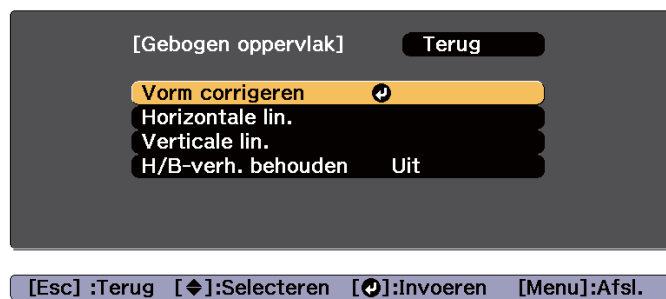 [Gebogen oppervlak] Terug
Vorm corrigeren
Horizontale lin.
Verticale lin.
H/B-verh. behouden Uit
[Esc] :Terug [◆]:Selecteren [↵]:Invoeren [Menu]:Afsl.